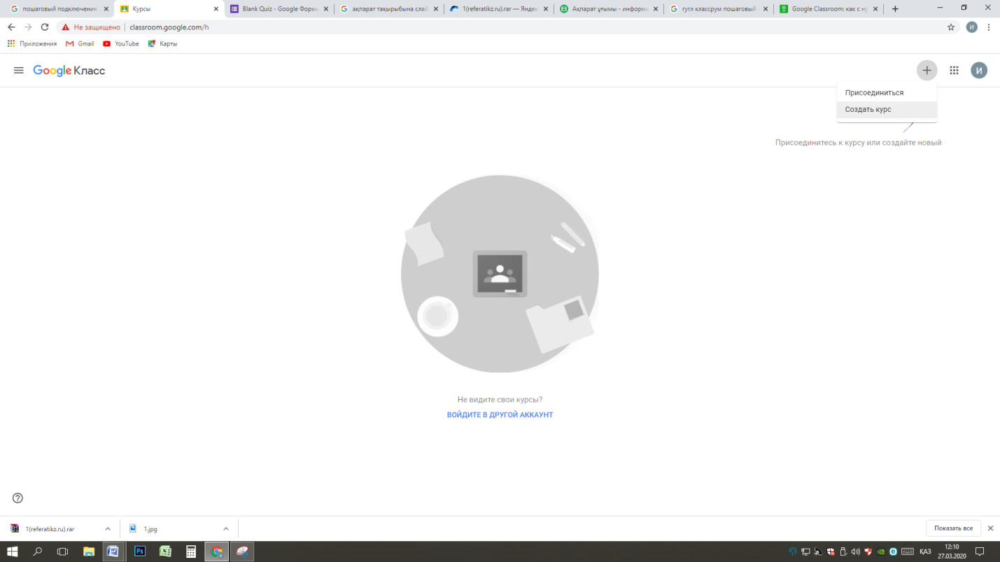 пошаговый подключения
Курсы
Blank Quiz - Google Формы
ақпарат тақырыбына слай
1(referatikz.ru).rar — Яндек
Ақпарат ұғымы - информа
гугл классрум пошаговый
Google Classroom: как с ну
Не защищено
classroom.google.com/h
И
Приложения
Gmail
YouTube
Карты
Google Класс
И
Присоединиться
Создать курс
Присоединитесь к курсу или создайте новый
Не видите свои курсы?
ВОЙДИТЕ В ДРУГОЙ АККАУНТ
1(referatikz.ru).rar
1.jpg
Показать все
Ps
ҚАЗ
12:10
27.03.2020